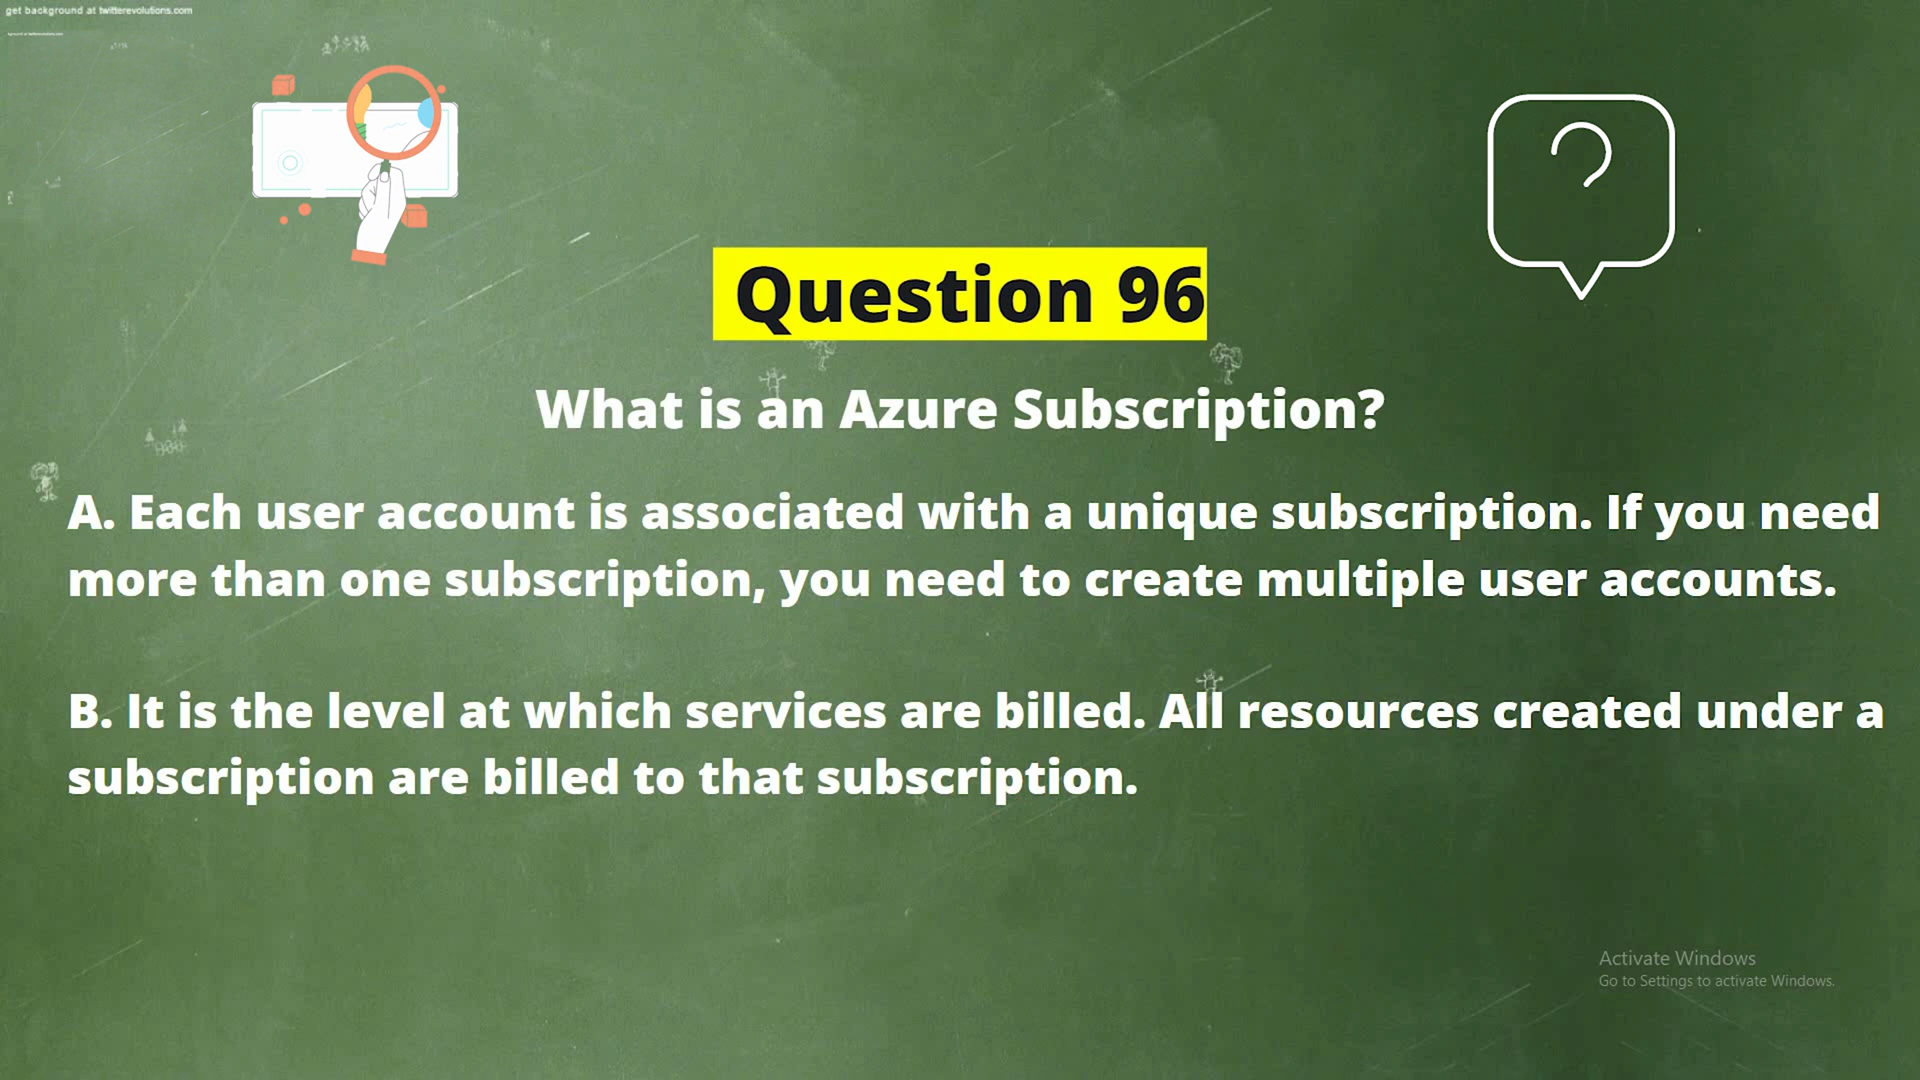 get background at twitterevolutions.com
Question 96
What is an Azure Subscription?
A. Each user account is associated with a unique subscription. If you need
more than one subscription, you need to create multiple user accounts.
B. It is the level at which services are billed. All resources created under a
subscription are billed to that subscription.
Activate Windows
Go to Settings to activate Windows.